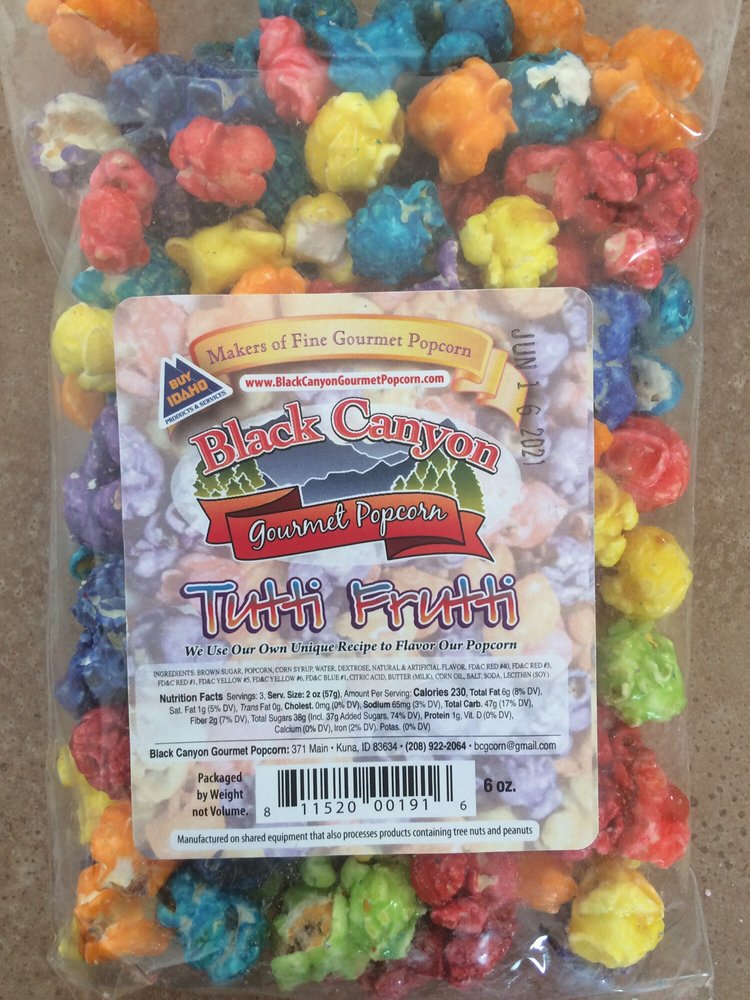 Makers of Fine Gourmet Popcorn
www.BlackCanyonGourmetPopcorn.com
BUY
IDAHO
PRODUCTS & SERVICES
JUN 16 2021
Black Canyon
Gourmet Popcorn
Tutti Frutti
We Use Our Own Unique Recipe to Flavor Our Popcorn
INGREDIENTS: BROWN SUGAR, POPCORN, CORN SYRUP, WATER, DEXTROSE, NATURAL & ARTIFICIAL FLAVOR, FD&C RED #40, FD&C RED #3,
FD&C RED #1, FD&C YELLOW #5, FD&C YELLOW #6, FD&C BLUE #1, CITRIC ACID, BUTTER (MILK), CORN OIL, SALT, SODA, LECITHIN (SOY)
Nutrition Facts Servings: 3, Serv. Size: 2 oz (57g), Amount Per Serving: Calories 230, Total Fat 6g (8% DV),
Sat. Fat 1g (5% DV), Trans Fat 0g, Cholest. 0mg (0% DV), Sodium 65mg (3% DV), Total Carb. 47g (17% DV),
Fiber 2g (7% DV), Total Sugars 38g (Incl. 37g Added Sugars, 74% DV), Protein 1g, Vit. D (0% DV),
Calcium (0% DV), Iron (2% DV). Potas. (0% DV)
Black Canyon Gourmet Popcorn: 371 Main • Kuna, ID 83634 • (208) 922-2064 • bcgcorn@gmail.com
Packaged
by Weight
not Volume.
8 11520 00191 6
6 oz.
Manufactured on shared equipment that also processes products containing tree nuts and peanuts